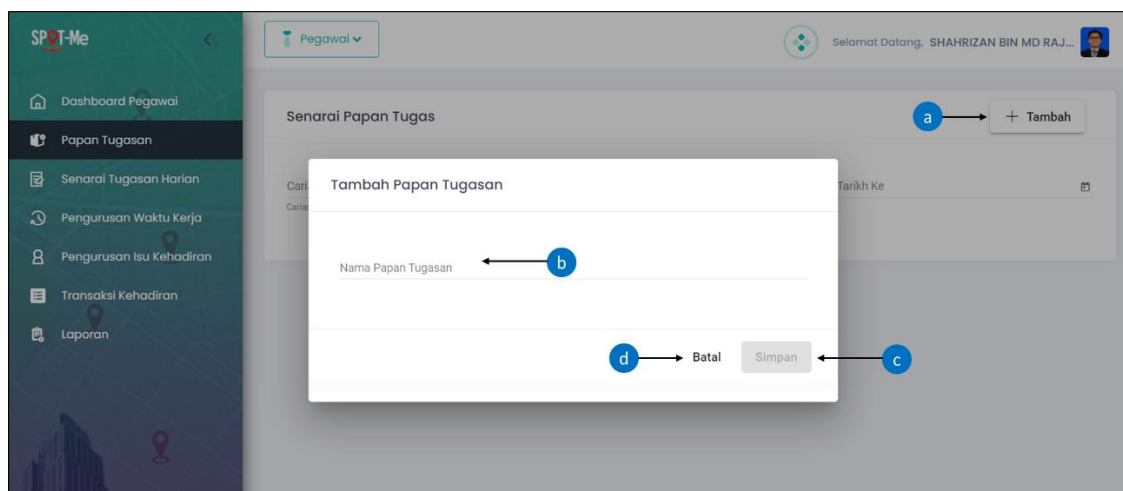 SPOT-Me
Pegawai
Selamat Datang, SHAHRIZAN BIN MD RAJ...
Dashboard Pegawai
Papan Tugasan
Senarai Tugasan Harian
Pengurusan Waktu Kerja
Pengurusan Isu Kehadiran
Transaksi Kehadiran
Laporan
Senarai Papan Tugas
a
+ Tambah
Cari
Carian
Tarikh Ke
Tambah Papan Tugasan
Nama Papan Tugasan
b
d
Batal
Simpan
c